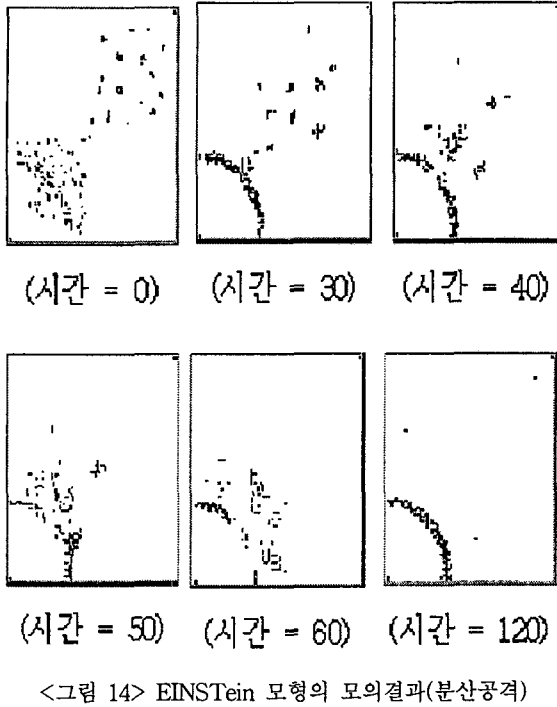 (시간 = 0) (시간 = 30) (시간 = 40)
(시간 = 50) (시간 = 60) (시간 = 120)
<그림 14> EINSTein 모형의 모의결과(분산공격)